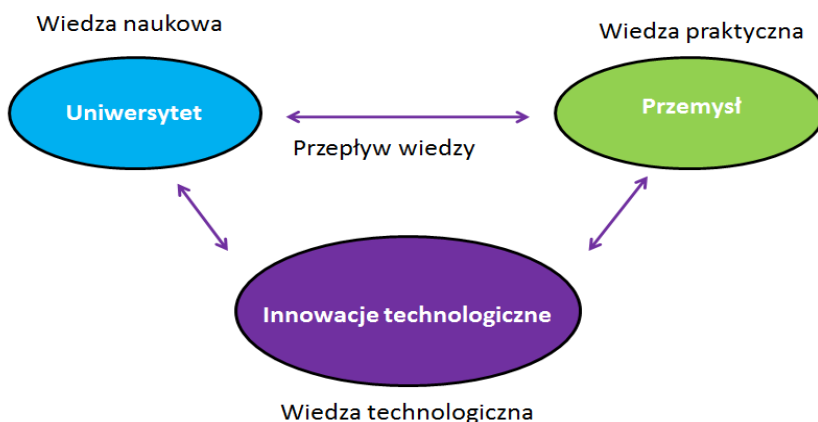 Wiedza naukowa
Wiedza praktyczna
Uniwersytet
Przemysł
Przepływ wiedzy
Innowacje technologiczne
Wiedza technologiczna